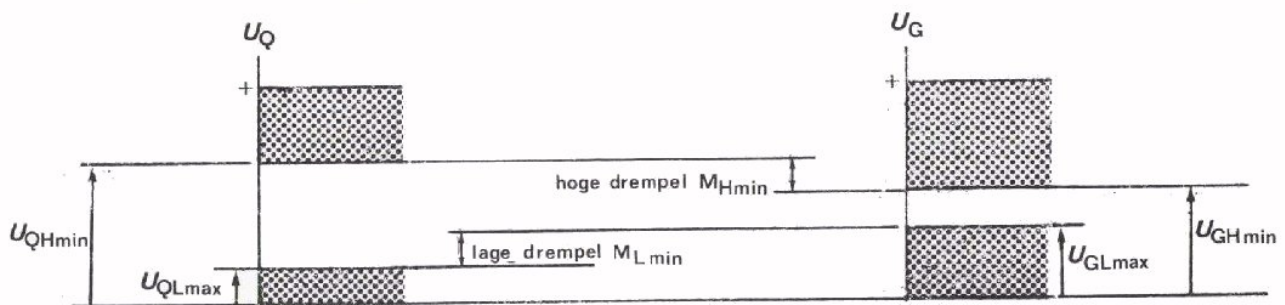 U_Q
U_G
+
+
hoge drempel M_Hmin
U_QHmin
U_GHmin
lage drempel M_Lmin
U_GLmax
U_QLmax